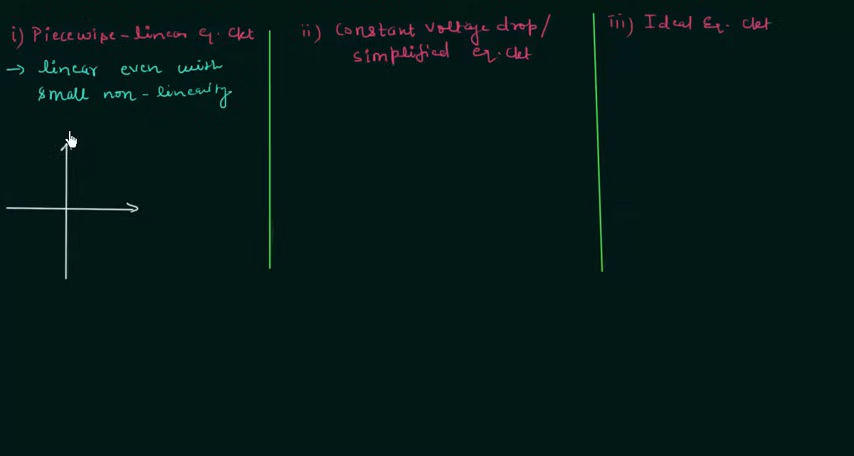 i) Piecewise-linear eq. ckt
→ linear even with
small non-linearity
ii) Constant voltage drop/
simplified eq. ckt
iii) Ideal Eq. ckt